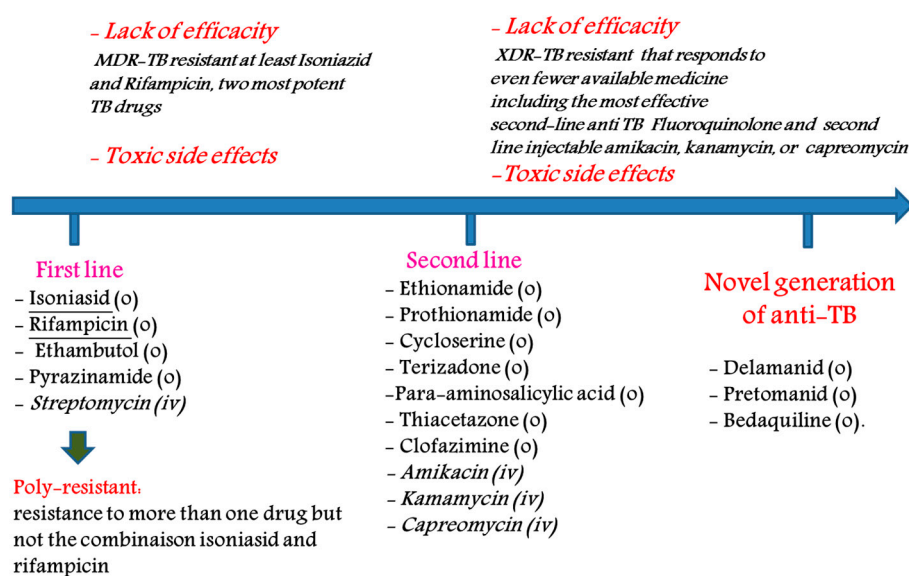 - Lack of efficacy
MDR-TB resistant at least Isoniazid
and Rifampicin, two most potent
TB drugs
- Toxic side effects
- Lack of efficacy
XDR-TB resistant that responds to
even fewer available medicine
including the most effective
second-line anti TB Fluoroquinolone and second
line injectable amikacin, kanamycin, or capreomycin
-Toxic side effects
First line
- Isoniasid (o)
- Rifampicin (o)
- Ethambutol (o)
- Pyrazinamide (o)
- Streptomycin (iv)
Poly-resistant:
resistance to more than one drug but
not the combinaison isoniasid and
rifampicin
Second line
- Ethionamide (o)
- Prothionamide (o)
- Cycloserine (o)
- Terizadone (o)
-Para-aminosalicylic acid (o)
- Thiacetazone (o)
- Clofazimine (o)
- Amikacin (iv)
- Kamamycin (iv)
- Capreomycin (iv)
Novel generation
of anti-TB
- Delamanid (o)
- Pretomanid (o)
- Bedaquiline (o).